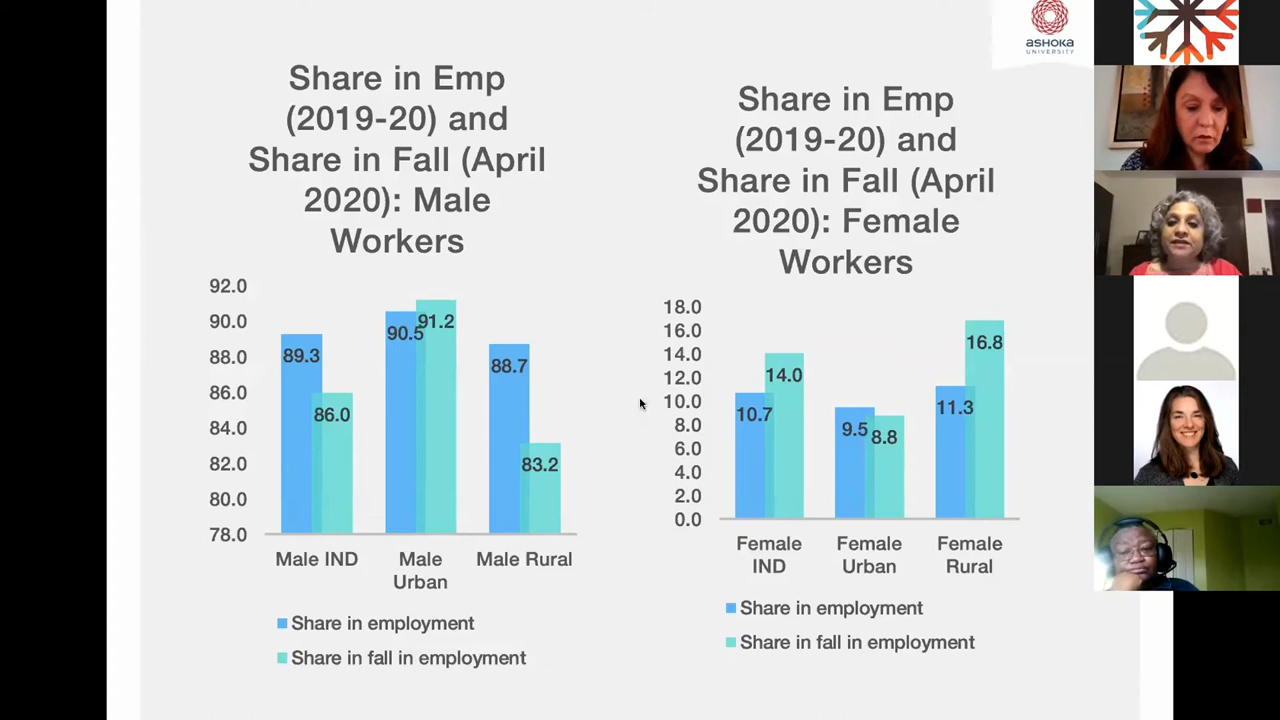 ASHOKA
UNIVERSITY
Share in Emp
(2019-20) and
Share in Fall (April
2020): Male
Workers
92.0
90.0
88.0
86.0
84.0
82.0
80.0
78.0
89.3
86.0
90.5
91.2
88.7
83.2
Male IND
Male
Urban
Male Rural
Share in employment
Share in fall in employment
Share in Emp
(2019-20) and
Share in Fall (April
2020): Female
Workers
18.0
16.0
14.0
12.0
10.0
8.0
6.0
4.0
2.0
0.0
10.7
14.0
9.5
8.8
11.3
16.8
Female
IND
Female
Urban
Female
Rural
Share in employment
Share in fall in employment